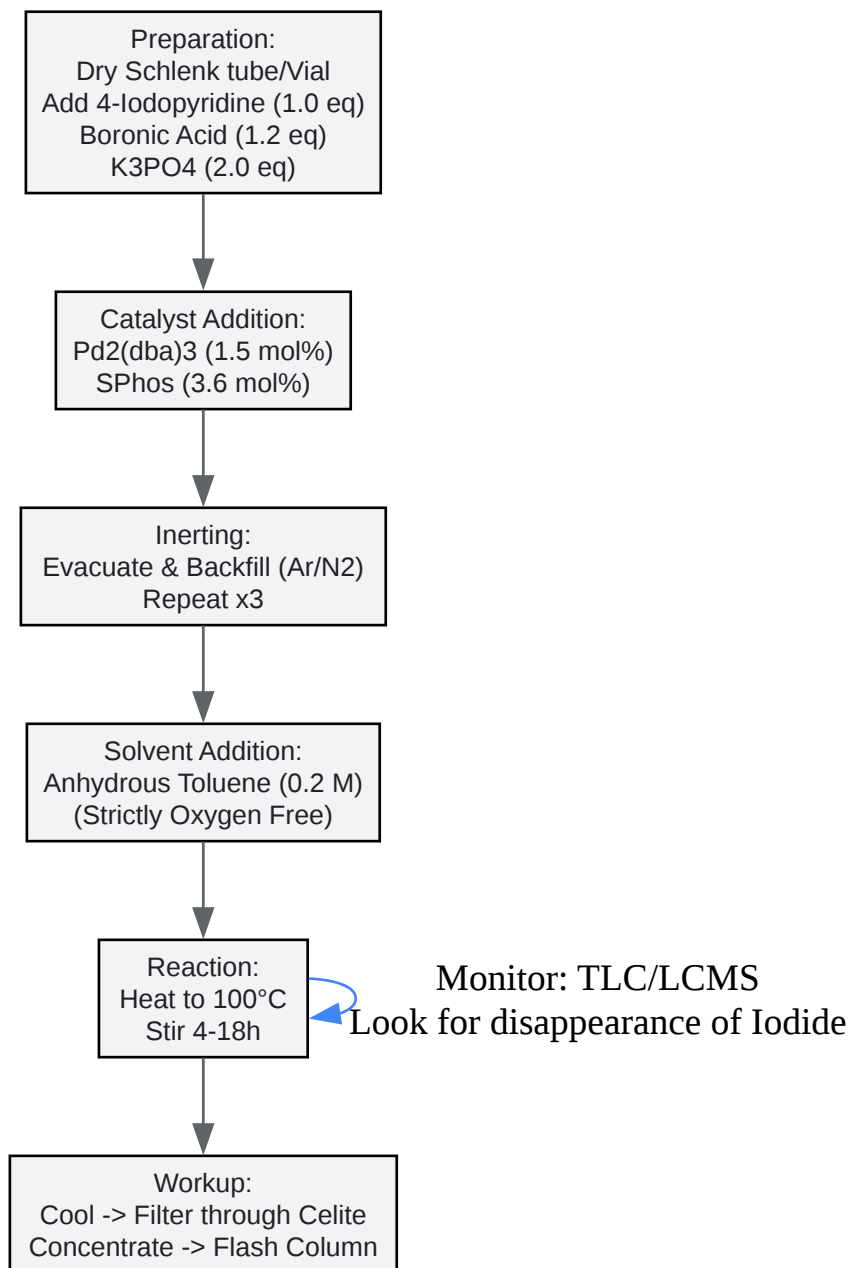 Preparation:
Dry Schlenk tube/Vial
Add 4-Iodopyridine (1.0 eq)
Boronic Acid (1.2 eq)
K3PO4 (2.0 eq)
Catalyst Addition:
Pd2(dba)3 (1.5 mol%)
SPhos (3.6 mol%)
Inerting:
Evacuate & Backfill (Ar/N2)
Repeat x3
Solvent Addition:
Anhydrous Toluene (0.2 M)
(Strictly Oxygen Free)
Reaction:
Heat to 100°C
Stir 4-18h
Monitor: TLC/LCMS
Look for disappearance of Iodide
Workup:
Cool -> Filter through Celite
Concentrate -> Flash Column